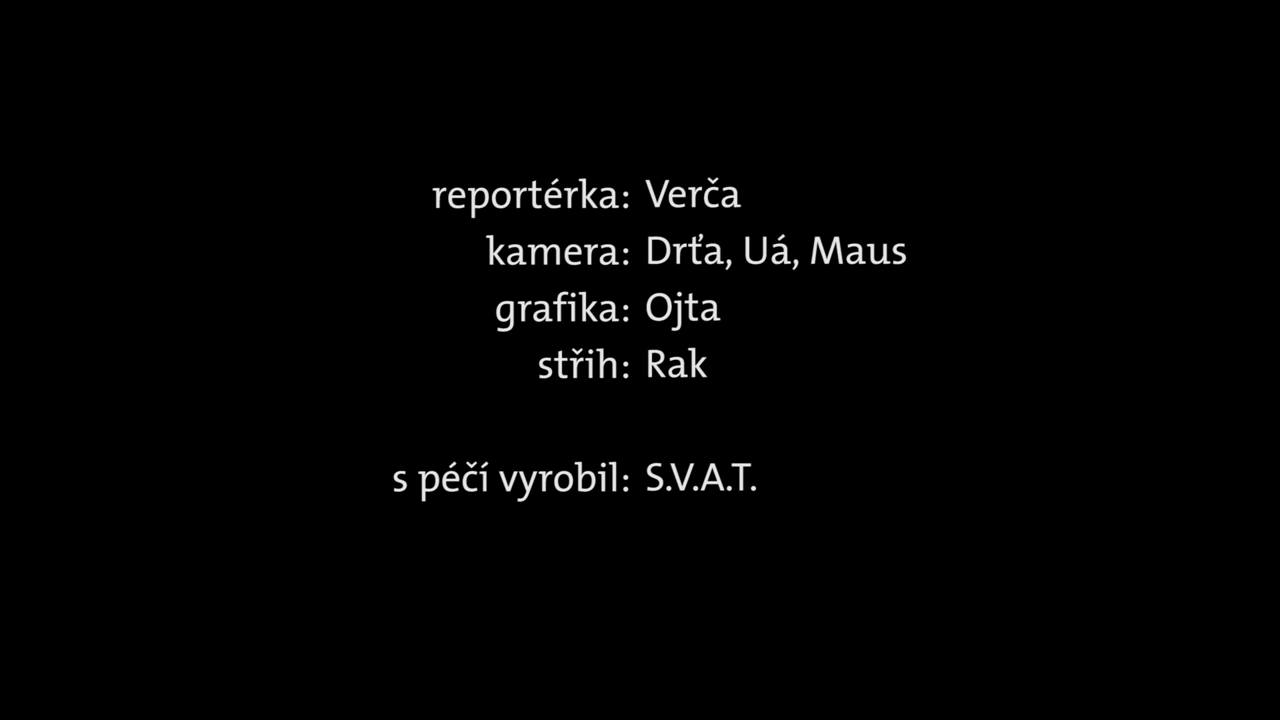 reportérka: Verča
kamera: Drťa, Uá, Maus
grafika: Ojta
střih: Rak
s péčí vyrobil: S.V.A.T.